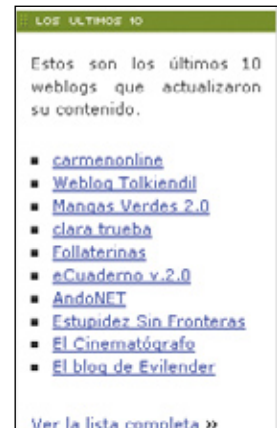 LOS ULTIMOS 10
Estos son los últimos 10
weblogs que actualizaron
su contenido.
carmenonline
Weblog Tolkiendil
Mangas Verdes 2.0
clara trueba
Follaterinas
eCuaderno v.2.0
AndoNET
Estupidez Sin Fronteras
El Cinematógrafo
El blog de Evilender
Ver la lista completa »